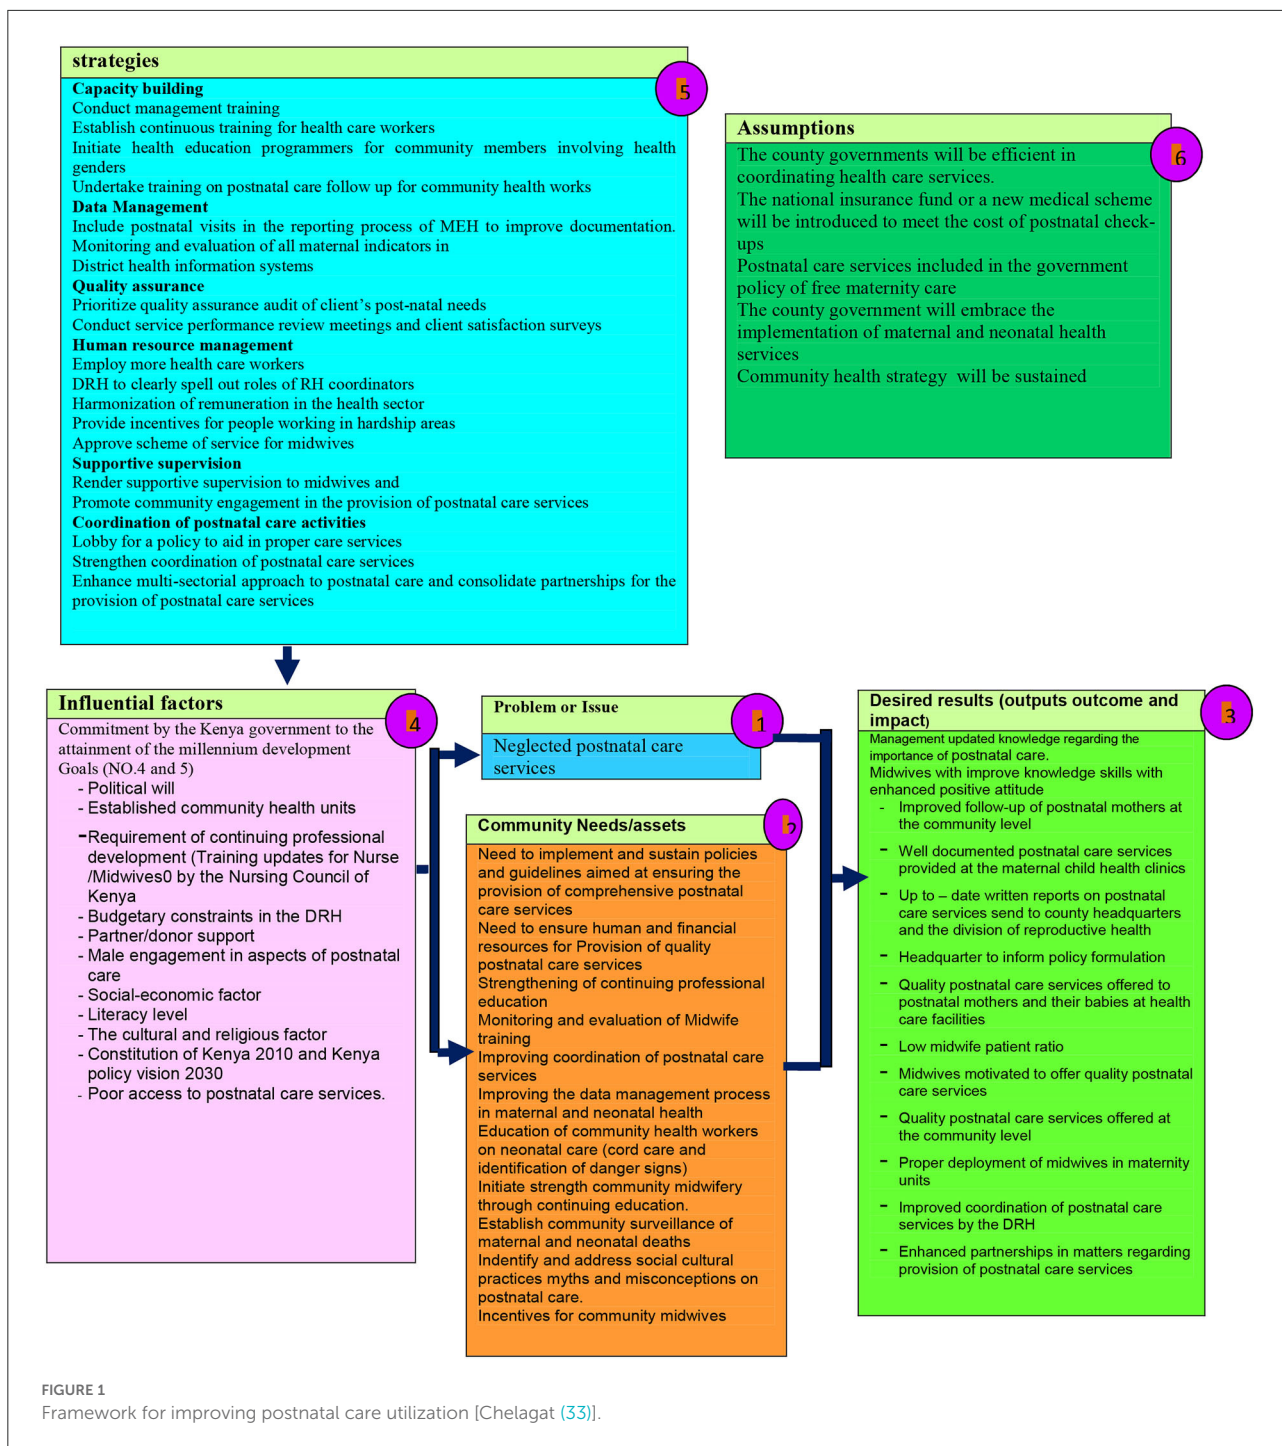 strategies
5
Capacity building
Conduct management training
Establish continuous training for health care workers
Initiate health education programmers for community members involving health
genders
Undertake training on postnatal care follow up for community health works
Data Management
Include postnatal visits in the reporting process of MEH to improve documentation.
Monitoring and evaluation of all maternal indicators in
District health information systems
Quality assurance
Prioritize quality assurance audit of client's post-natal needs
Conduct service performance review meetings and client satisfaction surveys
Human resource management
Employ more health care workers
DRH to clearly spell out roles of RH coordinators
Harmonization of remuneration in the health sector
Provide incentives for people working in hardship areas
Approve scheme of service for midwives
Supportive supervision
Render supportive supervision to midwives and
Promote community engagement in the provision of postnatal care services
Coordination of postnatal care activities
Lobby for a policy to aid in proper care services
Strengthen coordination of postnatal care services
Enhance multi-sectorial approach to postnatal care and consolidate partnerships for the
provision of postnatal care services
Assumptions
6
The county governments will be efficient in
coordinating health care services.
The national insurance fund or a new medical scheme
will be introduced to meet the cost of postnatal check-
ups
Postnatal care services included in the government
policy of free maternity care
The county government will embrace the
implementation of maternal and neonatal health
services
Community health strategy will be sustained
Influential factors
4
Commitment by the Kenya government to the
attainment of the millennium development
Goals (NO.4 and 5)
- Political will
- Established community health units
-Requirement of continuing professional
development (Training updates for Nurse
/Midwives0 by the Nursing Council of
Kenya
- Budgetary constraints in the DRH
- Partner/donor support
- Male engagement in aspects of postnatal
care
- Social-economic factor
- Literacy level
- The cultural and religious factor
- Constitution of Kenya 2010 and Kenya
policy vision 2030
- Poor access to postnatal care services.
Problem or Issue
1
Neglected postnatal care
services
Community Needs/assets
2
Need to implement and sustain policies
and guidelines aimed at ensuring the
provision of comprehensive postnatal
care services
Need to ensure human and financial
resources for Provision of quality
postnatal care services
Strengthening of continuing professional
education
Monitoring and evaluation of Midwife
training
Improving coordination of postnatal care
services
Improving the data management process
in maternal and neonatal health
Education of community health workers
on neonatal care (cord care and
identification of danger signs)
Initiate strength community midwifery
through continuing education.
Establish community surveillance of
maternal and neonatal deaths
Indentify and address social cultural
practices myths and misconceptions on
postnatal care.
Incentives for community midwives
Desired results (outputs outcome and
impact)
3
Management updated knowledge regarding the
importance of postnatal care.
Midwives with improve knowledge skills with
enhanced positive attitude
- Improved follow-up of postnatal mothers at
the community level
- Well documented postnatal care services
provided at the maternal child health clinics
- Up to – date written reports on postnatal
care services send to county headquarters
and the division of reproductive health
- Headquarter to inform policy formulation
- Quality postnatal care services offered to
postnatal mothers and their babies at health
care facilities
- Low midwife patient ratio
- Midwives motivated to offer quality postnatal
care services
- Quality postnatal care services offered at
the community level
- Proper deployment of midwives in maternity
units
- Improved coordination of postnatal care
services by the DRH
- Enhanced partnerships in matters regarding
provision of postnatal care services
FIGURE 1
Framework for improving postnatal care utilization [Chelagat (33)].